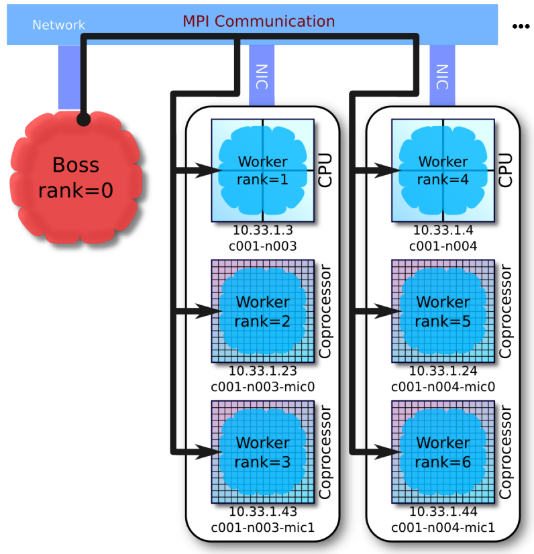 MPI Communication
Network
...
NIC
NIC
Boss
rank=0
Worker
rank=1
CPU
10.33.1.3
c001-n003
Worker
rank=2
Coprocessor
10.33.1.23
c001-n003-mic0
Worker
rank=3
Coprocessor
10.33.1.43
c001-n003-mic1
Worker
rank=4
CPU
10.33.1.4
c001-n004
Worker
rank=5
Coprocessor
10.33.1.24
c001-n004-mic0
Worker
rank=6
Coprocessor
10.33.1.44
c001-n004-mic1